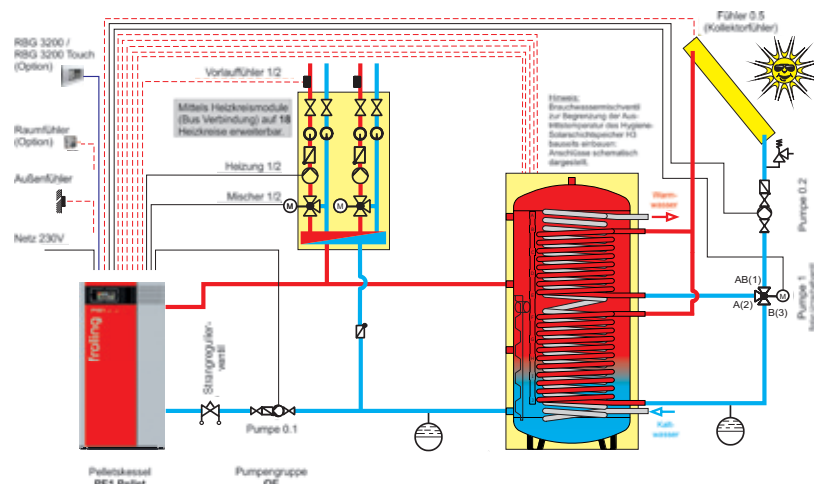 RBG 3200 /
RBG 3200 Touch
(Option)
Raumfühler
(Option)
Außenfühler
Netz 230V
Vorlauffühler 1/2
Mittels Heizkreismodule
(Bus Verbindung) auf 18
Heizkreise erweiterbar.
Heizung 1/2
Mischer 1/2
M
M
Hinweis:
Brauchwassermischventil
zur Begrenzung der Aus-
trittstemperatur des Hygiene-
Solarschichtspeicher H3
bauseits einbauen!
Anschlüsse schematisch
dargestellt.
Fühler 0.5
(Kollektorfühler)
Pumpe 0.2
Pumpe 1
AB(1)
A(2)
B(3)
M
Warm-
wasser
Kalt-
wasser
froling
Strangregulier-
ventil
Pumpe 0.1
Pelletskessel
PE1 Pellet
Pumpengruppe